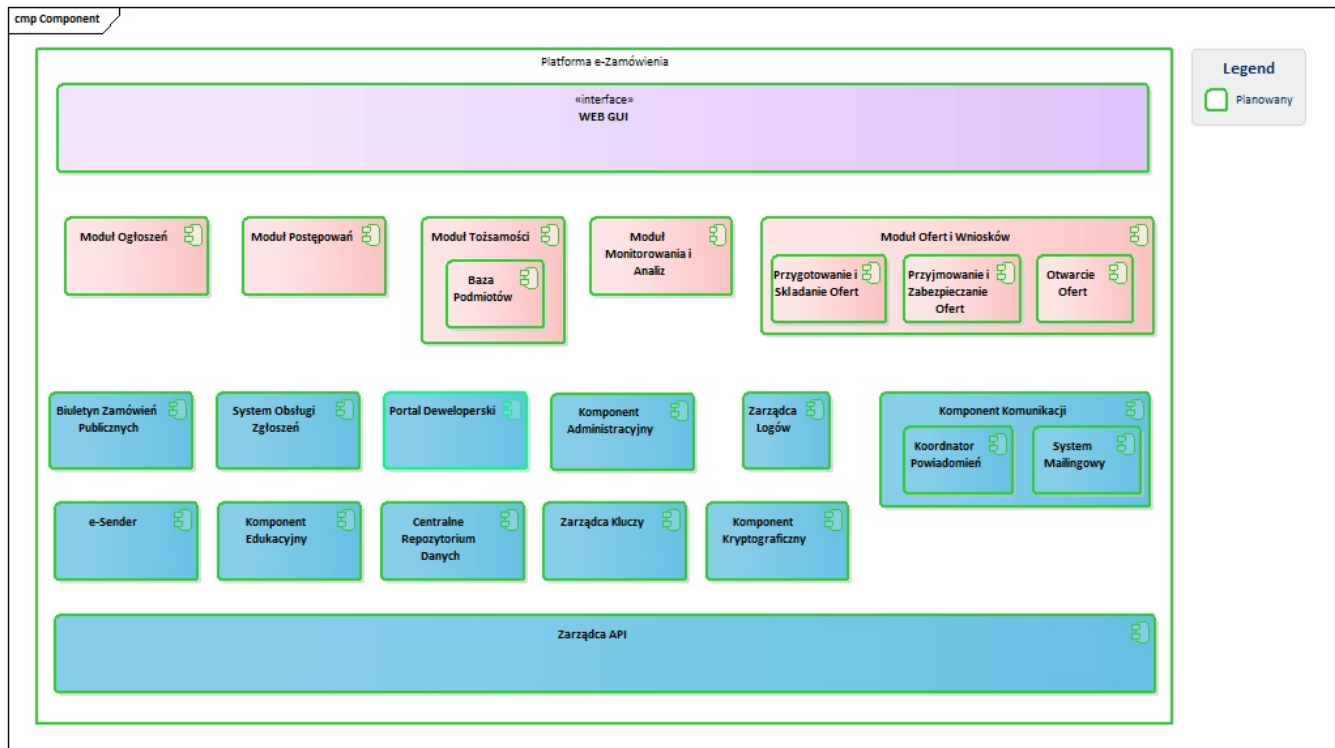 cmp Component
Platforma e-Zamówienia
Legend
Planowany
«interface»
WEB GUI
Moduł Ogłoszeń
Moduł Postępowań
Moduł Tożsamości
Baza
Podmiotów
Moduł
Monitorowania i
Analiz
Moduł Ofert i Wniosków
Przygotowanie i
Skladanie Ofert
Przyjmowanie i
Zabezpieczanie
Ofert
Otwarcie
Ofert
Biuletyn Zamówień
Publicznych
System Obsługi
Zgłoszeń
Portal Deweloperski
Komponent
Administracyjny
Zarządca
Logów
Komponent Komunikacji
Koordnator
Powiadomień
System
Mailingowy
e-Sender
Komponent
Edukacyjny
Centralne
Repozytorium
Danych
Zarządca Kluczy
Komponent
Kryptograficzny
Zarządca API